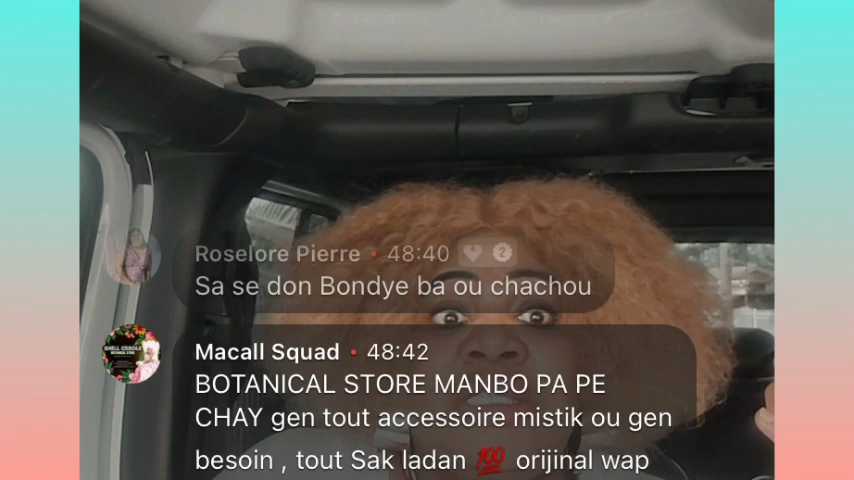 Roselore Pierre • 48:40 2
Sa se don Bondye ba ou chachou
Macall Squad • 48:42
BOTANICAL STORE MANBO PA PE
CHAY gen tout accessoire mistik ou gen
besoin , tout Sak ladan 💯 orijinal wap